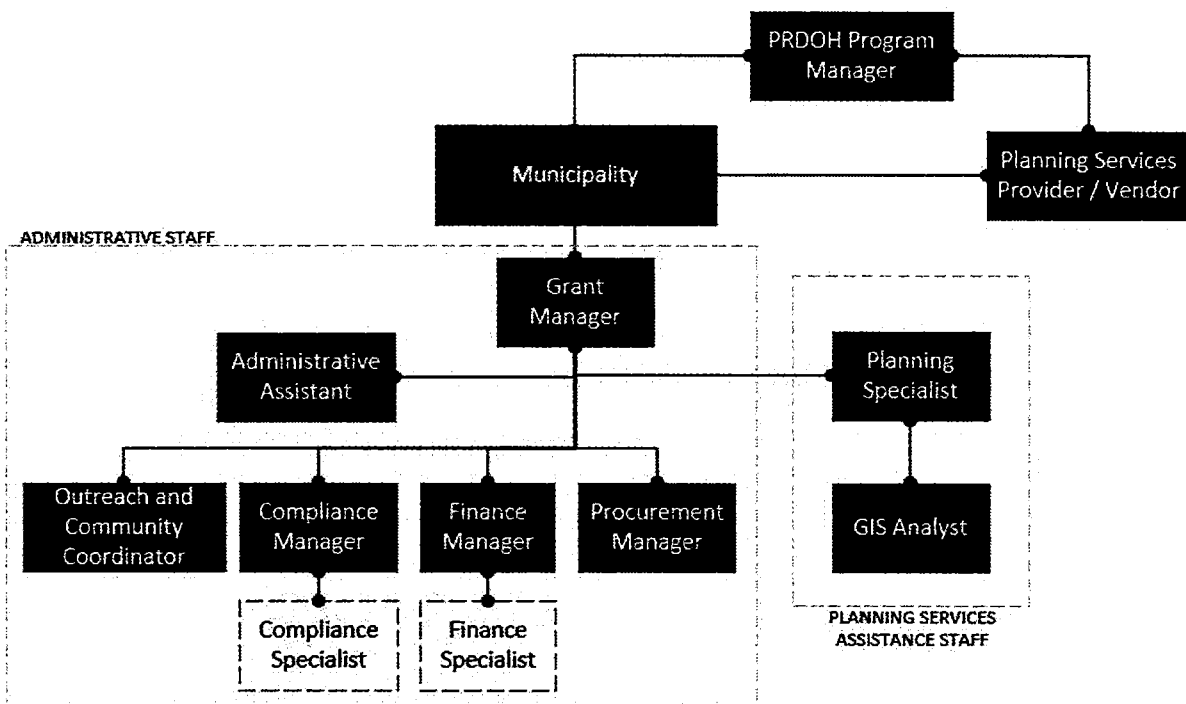 PRDOH Program
Manager
Municipality
Planning Services
Provider / Vendor
ADMINISTRATIVE STAFF
Grant
Manager
Administrative
Assistant
Planning
Specialist
Outreach and
Community
Coordinator
Compliance
Manager
Finance
Manager
Procurement
Manager
GIS Analyst
Compliance
Specialist
Finance
Specialist
PLANNING SERVICES
ASSISTANCE STAFF